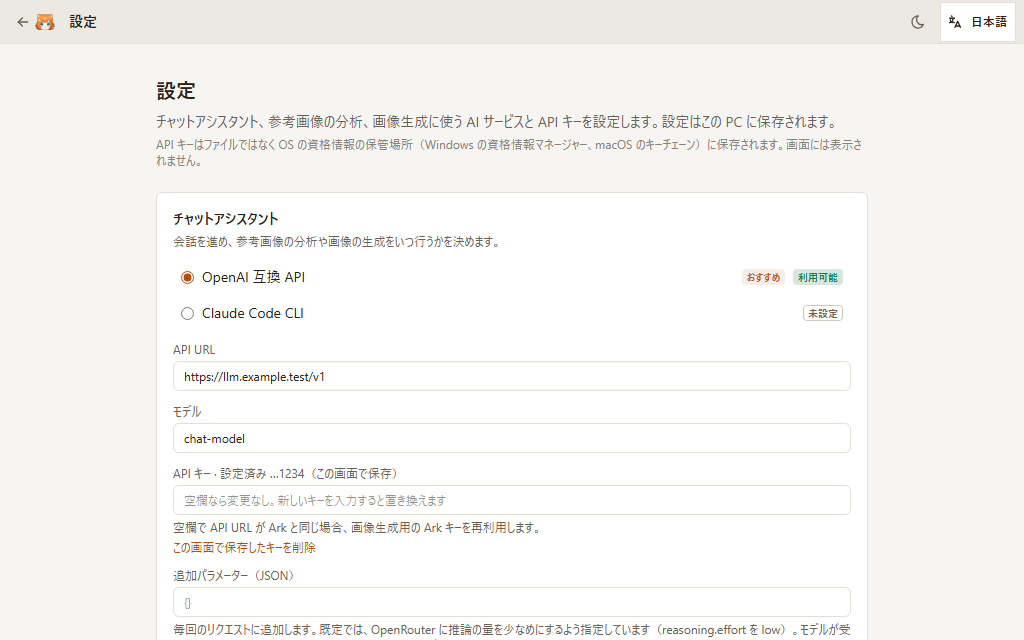 設定
日本語
設定
チャットアシスタント、参考画像の分析、画像生成に使う AI サービスと API キーを設定します。設定はこの PC に保存されます。
API キーはファイルではなく OS の資格情報の保管場所（Windows の資格情報マネージャー、macOS のキーチェーン）に保存されます。画面には表示さ
れません。
チャットアシスタント
会話を進め、参考画像の分析や画像の生成をいつ行うかを決めます。
OpenAI 互換 API
おすすめ
利用可能
Claude Code CLI
未設定
API URL
https://llm.example.test/v1
モデル
chat-model
API キー · 設定済み …1234（この画面で保存）
空欄なら変更なし。新しいキーを入力すると置き換えます
空欄で API URL が Ark と同じ場合、画像生成用の Ark キーを再利用します。
この画面で保存したキーを削除
追加パラメーター（JSON）
{}
毎回のリクエストに追加します。既定では、OpenRouter に推論の量を少なめにするよう指定しています（reasoning.effort を low）。モデルが受